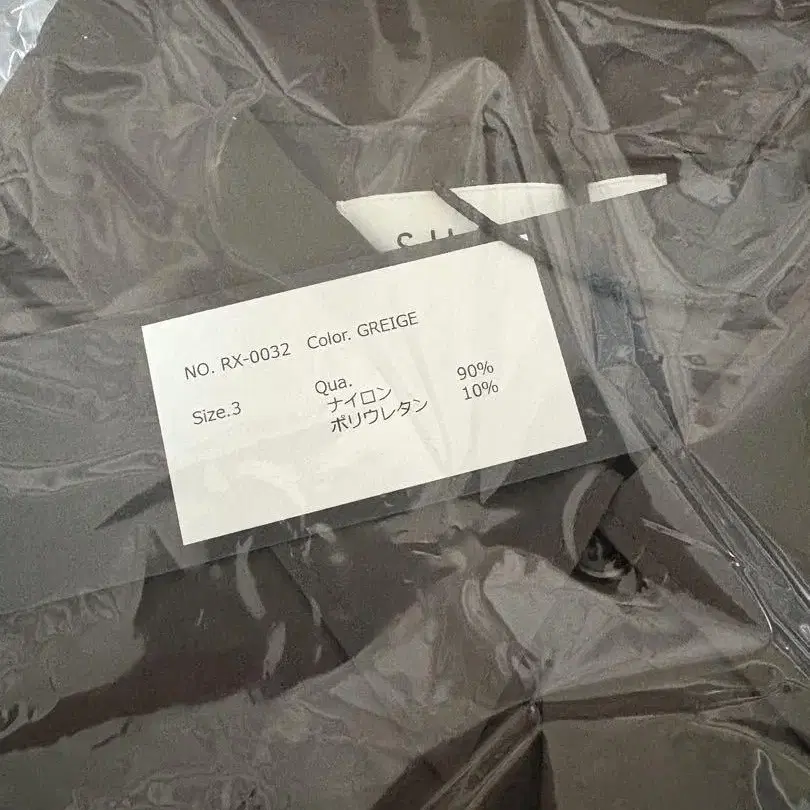 NO. RX-0032 Color. GREIGE
Size.3
Qua.
ナイロン 90%
ポリウレタン 10%